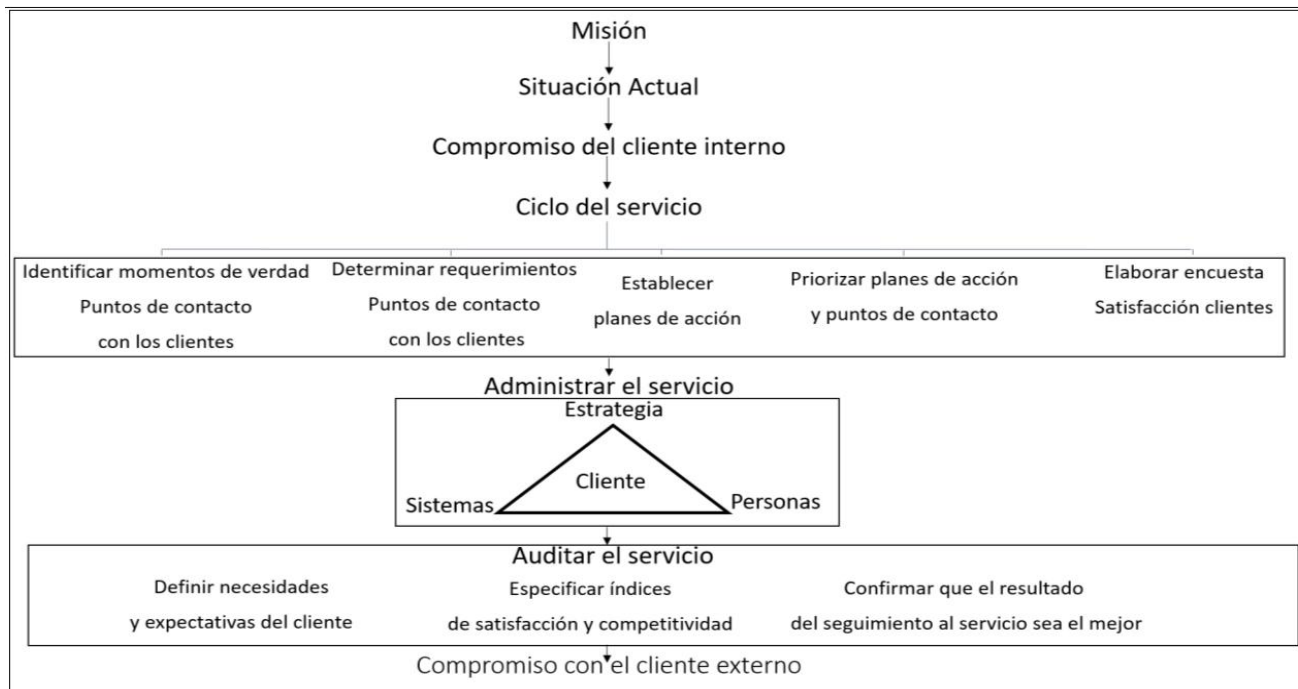 Misión
Situación Actual
Compromiso del cliente interno
Ciclo del servicio
Identificar momentos de verdad
Puntos de contacto
con los clientes
Determinar requerimientos
Puntos de contacto
con los clientes
Establecer
planes de acción
Priorizar planes de acción
y puntos de contacto
Elaborar encuesta
Satisfacción clientes
Administrar el servicio
Estrategia
Cliente
Sistemas
Personas
Auditar el servicio
Definir necesidades
y expectativas del cliente
Especificar índices
de satisfacción y competitividad
Confirmar que el resultado
del seguimiento al servicio sea el mejor
Compromiso con el cliente externo